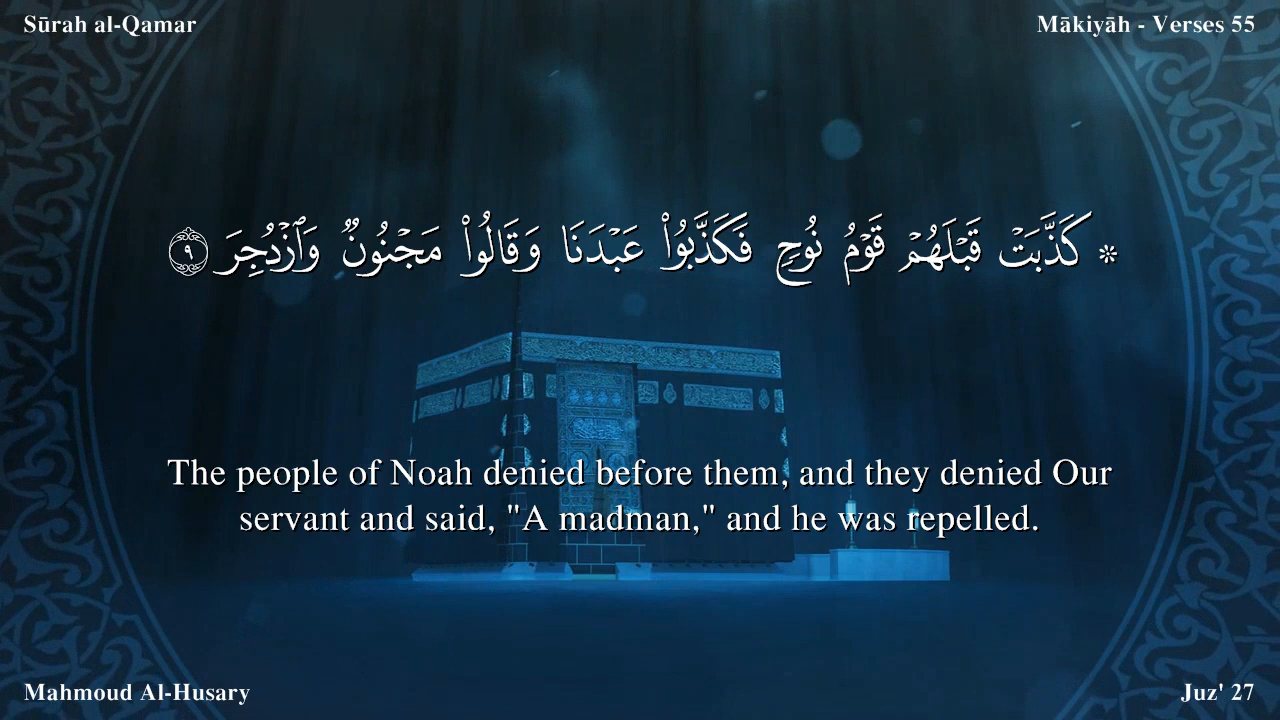 Sūrah al-Qamar
Mākiyāh - Verses 55
۞ كَذَّبَتْ قَبْلَهُمْ قَوْمُ نُوحٍ فَكَذَّبُوا۟ عَبْدَنَا وَقَالُوا۟ مَجْنُونٌ وَٱزْدُجِرَ ٩
The people of Noah denied before them, and they denied Our
servant and said, "A madman," and he was repelled.
Mahmoud Al-Husary
Juz' 27